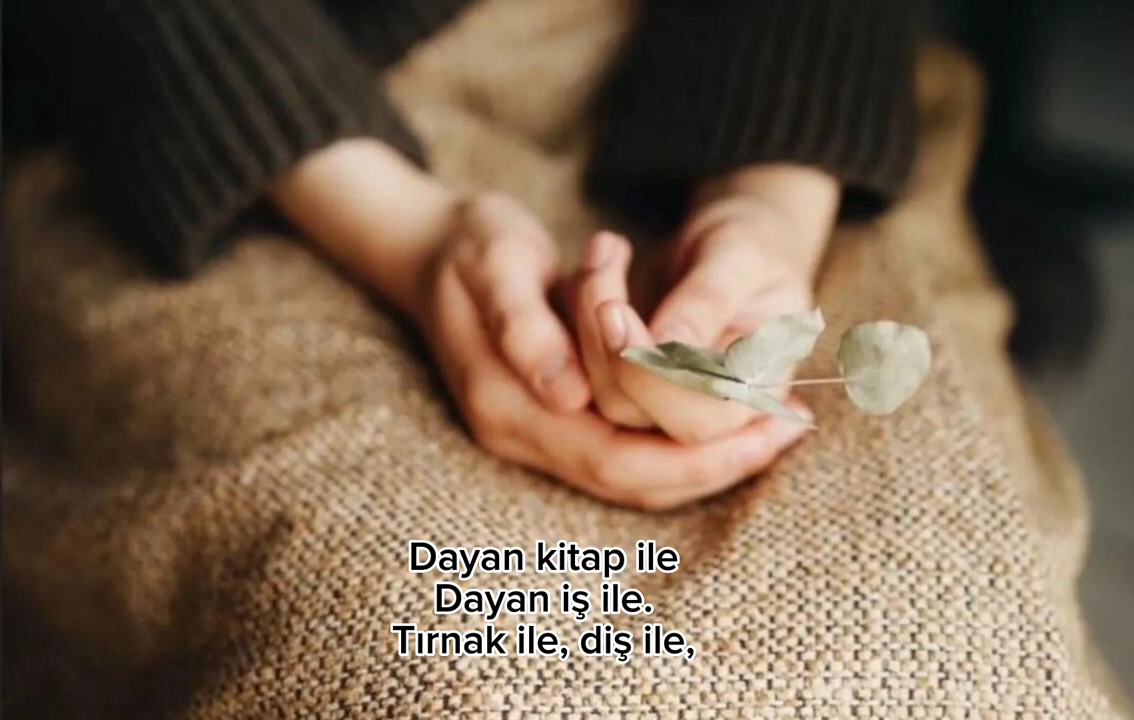 Dayan kitap ile
Dayan iş ile.
Tırnak ile, diş ile,